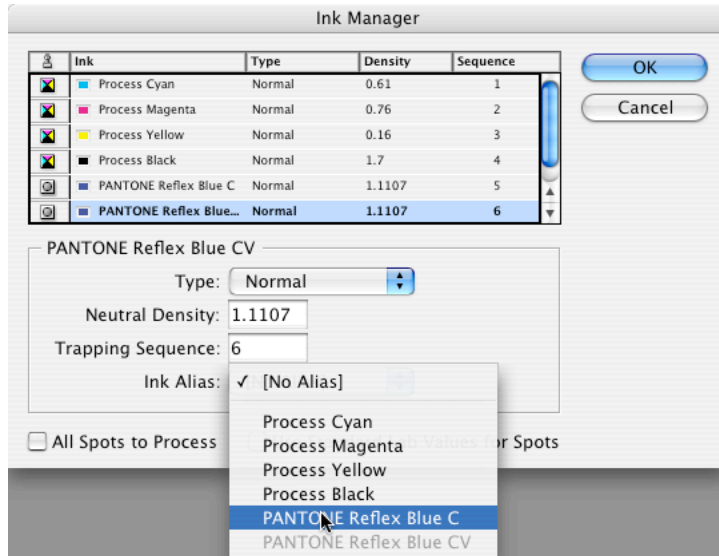 Ink Manager
Ink Type Density Sequence
Process Cyan Normal 0.61 1
Process Magenta Normal 0.76 2
Process Yellow Normal 0.16 3
Process Black Normal 1.7 4
PANTONE Reflex Blue C Normal 1.1107 5
PANTONE Reflex Blue... Normal 1.1107 6
OK
Cancel
PANTONE Reflex Blue CV
Type: Normal
Neutral Density: 1.1107
Trapping Sequence: 6
Ink Alias: ✓ [No Alias]
Process Cyan
Process Magenta
Process Yellow
Process Black
PANTONE Reflex Blue C
PANTONE Reflex Blue CV
All Spots to Process
for Spots